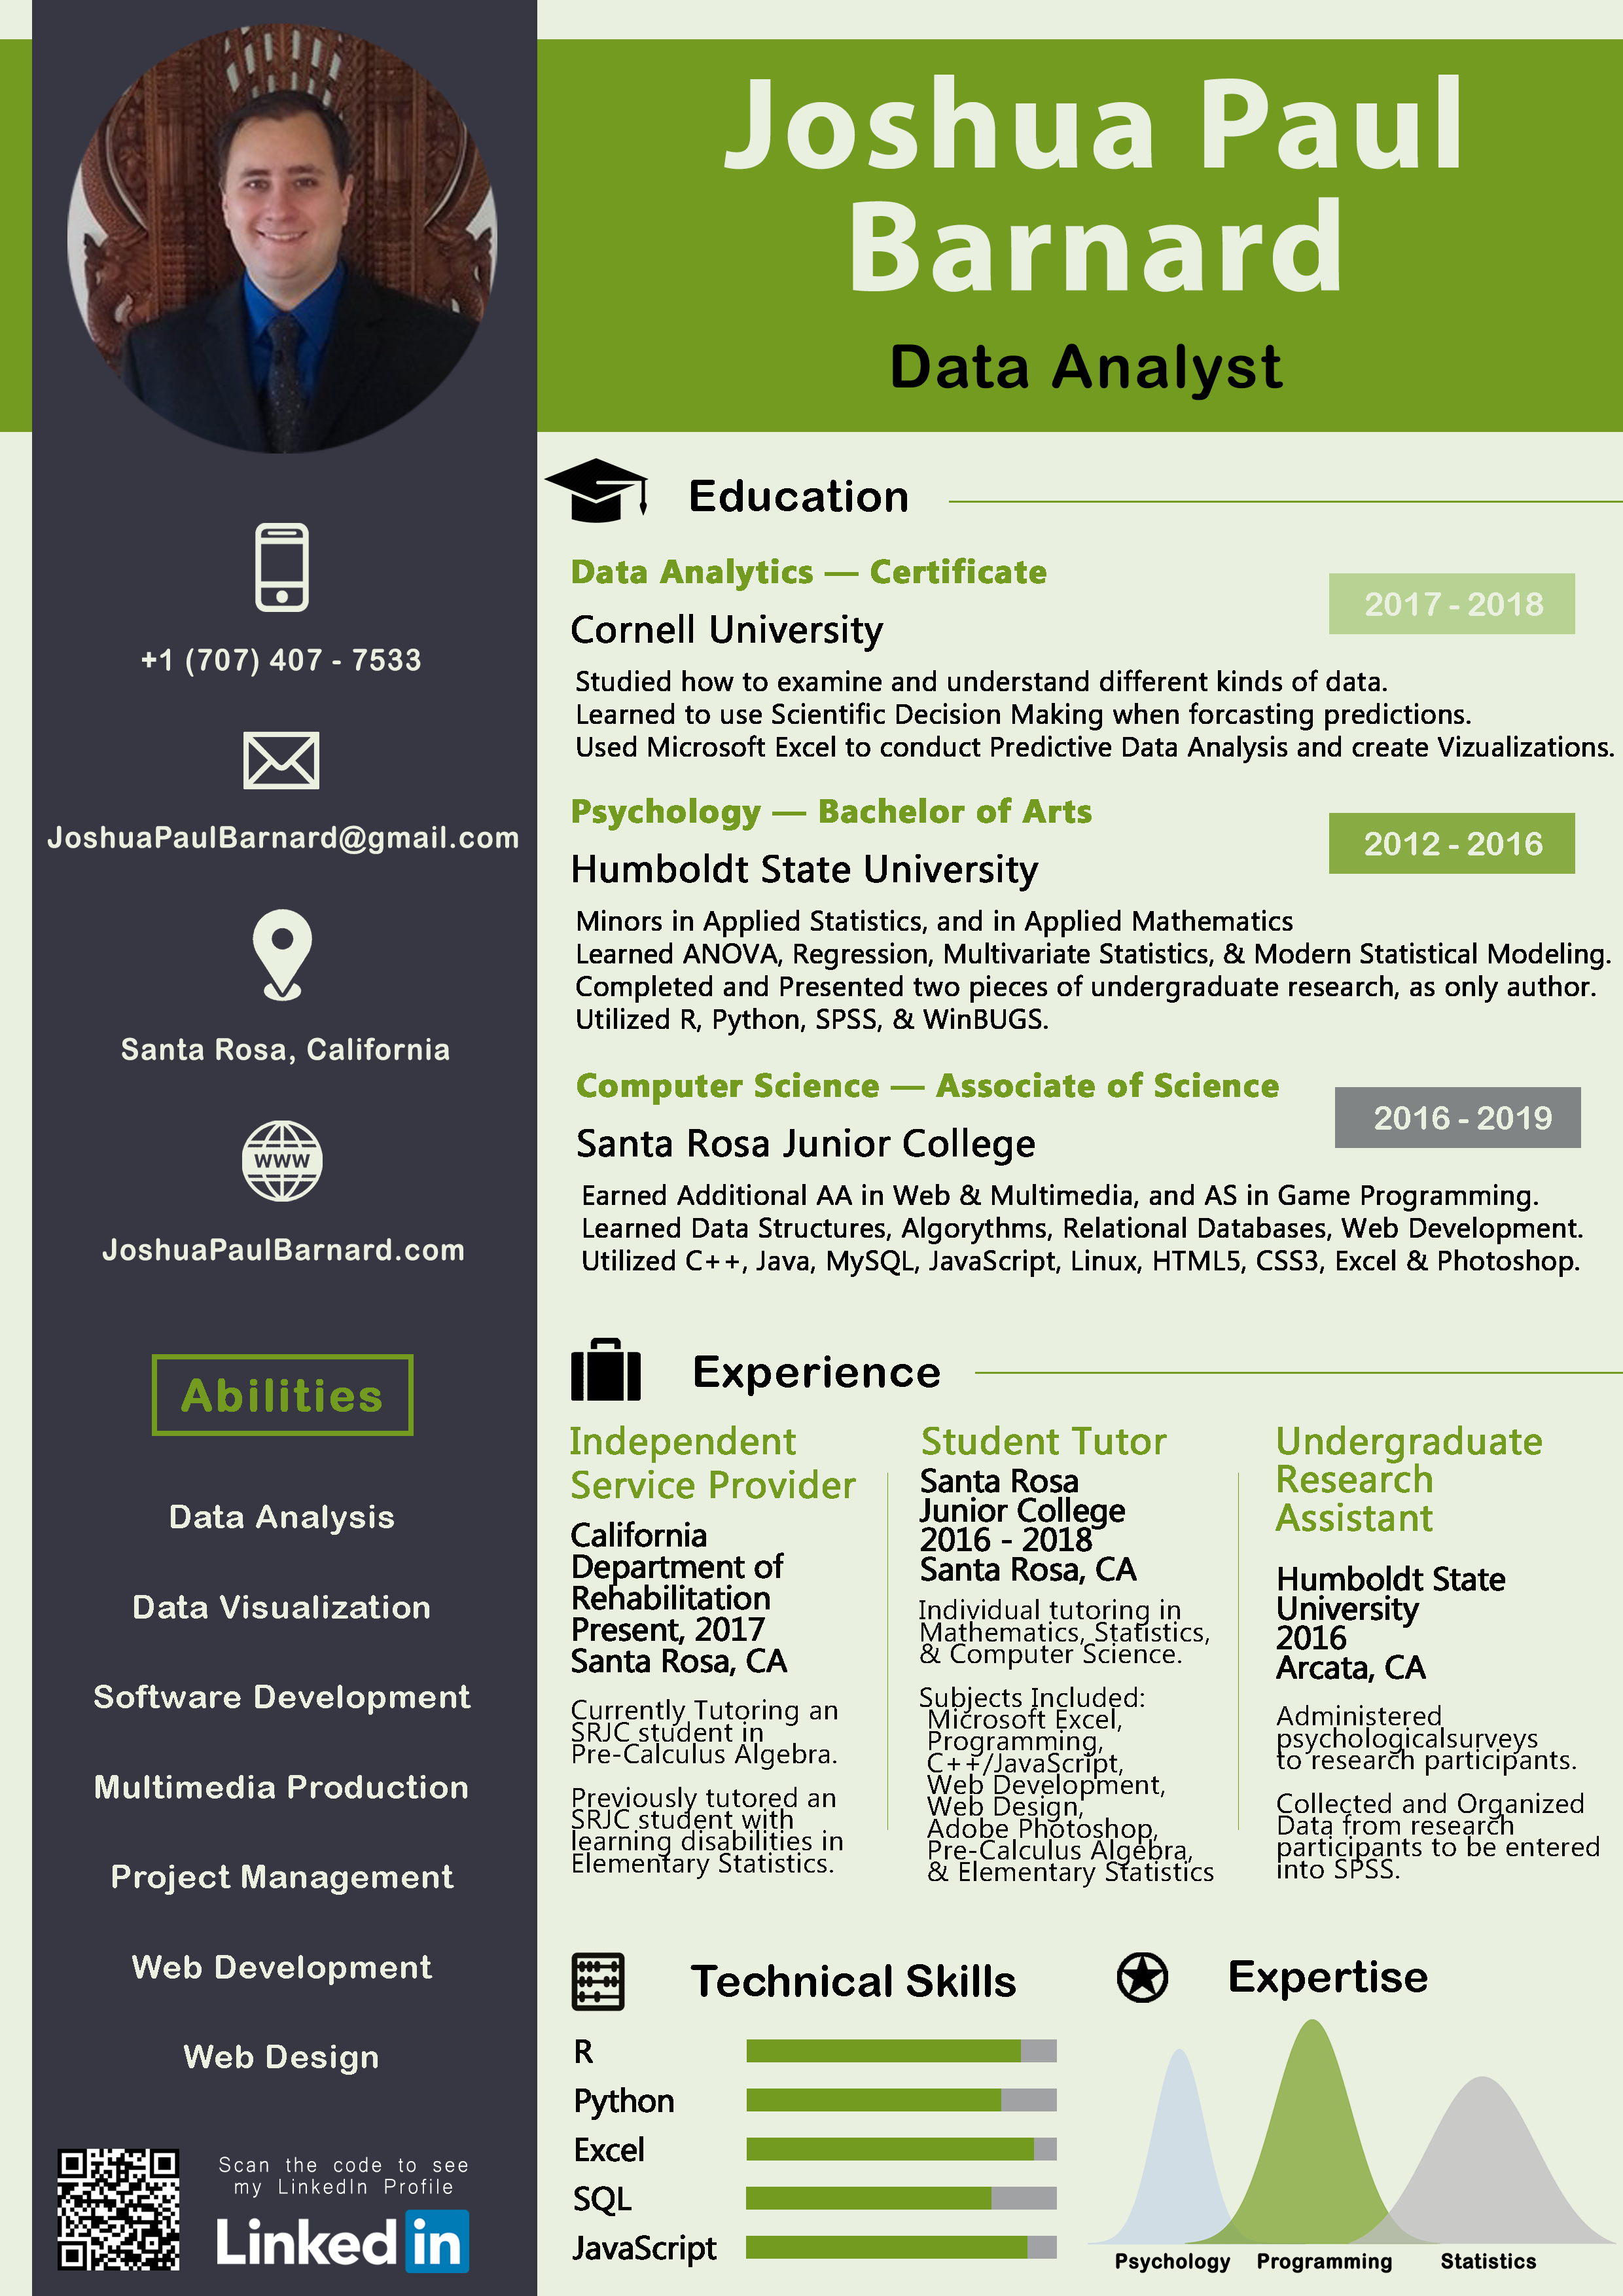 Joshua Paul
Barnard
Data Analyst
+1 (707) 407 - 7533
JoshuaPaulBarnard@gmail.com
Santa Rosa, California
WWW
JoshuaPaulBarnard.com
Abilities
Data Analysis
Data Visualization
Software Development
Multimedia Production
Project Management
Web Development
Web Design
Scan the code to see
my LinkedIn Profile
Linked in
Education
Data Analytics — Certificate
2017 - 2018
Cornell University
Studied how to examine and understand different kinds of data.
Learned to use Scientific Decision Making when forcasting predictions.
Used Microsoft Excel to conduct Predictive Data Analysis and create Vizualizations.
Psychology — Bachelor of Arts
2012 - 2016
Humboldt State University
Minors in Applied Statistics, and in Applied Mathematics
Learned ANOVA, Regression, Multivariate Statistics, & Modern Statistical Modeling.
Completed and Presented two pieces of undergraduate research, as only author.
Utilized R, Python, SPSS, & WinBUGS.
Computer Science — Associate of Science
2016 - 2019
Santa Rosa Junior College
Earned Additional AA in Web & Multimedia, and AS in Game Programming.
Learned Data Structures, Algorythms, Relational Databases, Web Development.
Utilized C++, Java, MySQL, JavaScript, Linux, HTML5, CSS3, Excel & Photoshop.
Experience
Independent
Service Provider
California
Department of
Rehabilitation
Present, 2017
Santa Rosa, CA
Currently Tutoring an
SRJC student in
Pre-Calculus Algebra.
Previously tutored an
SRJC student with
learning disabilities in
Elementary Statistics.
Student Tutor
Santa Rosa
Junior College
2016 - 2018
Santa Rosa, CA
Individual tutoring in
Mathematics, Statistics,
& Computer Science.
Subjects Included:
Microsoft Excel,
Programming,
C++/JavaScript,
Web Development,
Web Design,
Adobe Photoshop,
Pre-Calculus Algebra,
& Elementary Statistics
Undergraduate
Research
Assistant
Humboldt State
University
2016
Arcata, CA
Administered
psychologicalsurveys
to research participants.
Collected and Organized
Data from research
participants to be entered
into SPSS.
Technical Skills
R
Python
Excel
SQL
JavaScript
Expertise
Psychology
Programming
Statistics